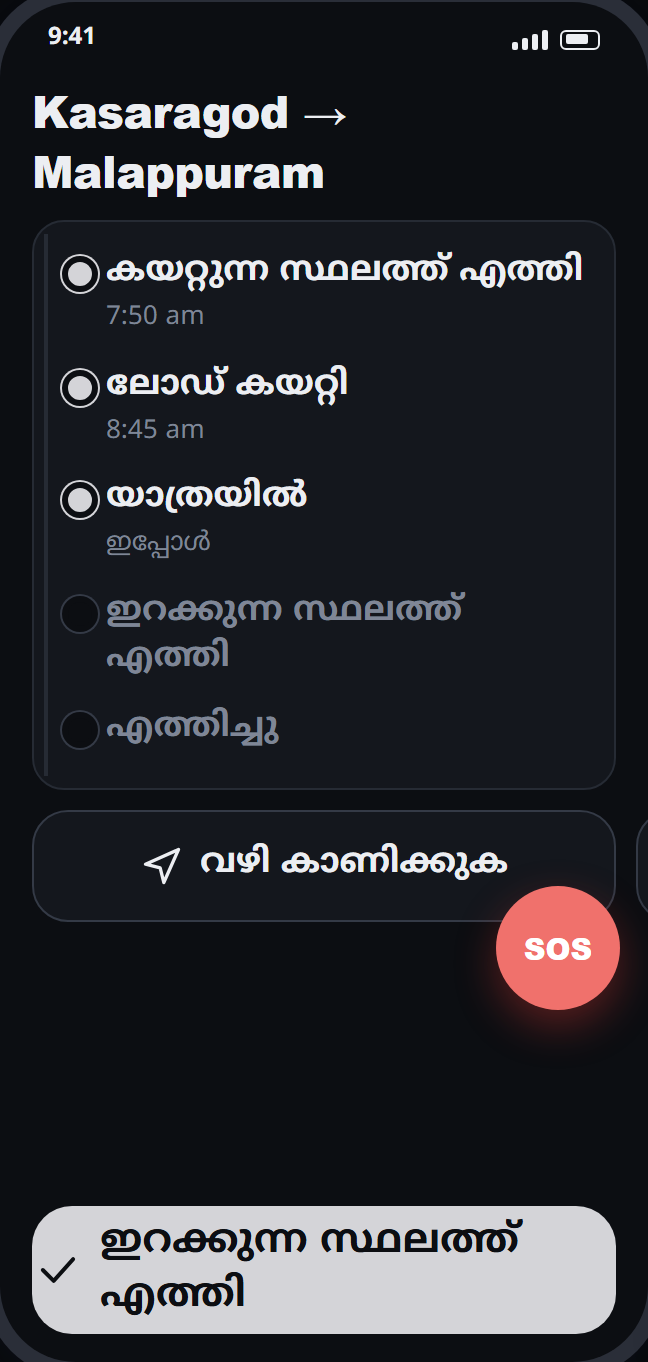 9:41
Kasaragod →
Malappuram
കയറ്റുന്ന സ്ഥലത്ത് എത്തി
7:50 am
ലോഡ് കയറ്റി
8:45 am
യാത്രയിൽ
ഇപ്പോൾ
ഇറക്കുന്ന സ്ഥലത്ത്
എത്തി
എത്തിച്ചു
വഴി കാണിക്കുക
SOS
ഇറക്കുന്ന സ്ഥലത്ത്
എത്തി